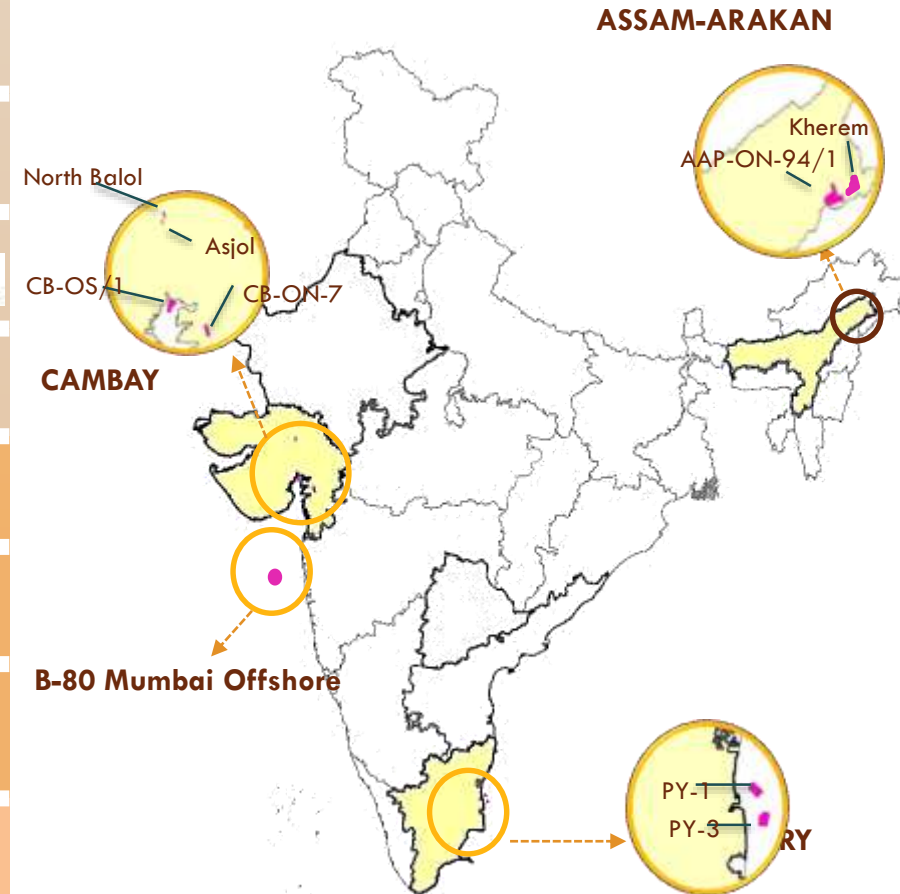 ASSAM-ARAKAN
Kherem
AAP-ON-94/1
North Balol
Asjol
CB-OS/1
CB-ON-7
CAMBAY
B-80 Mumbai Offshore
PY-1
PY-3
RY